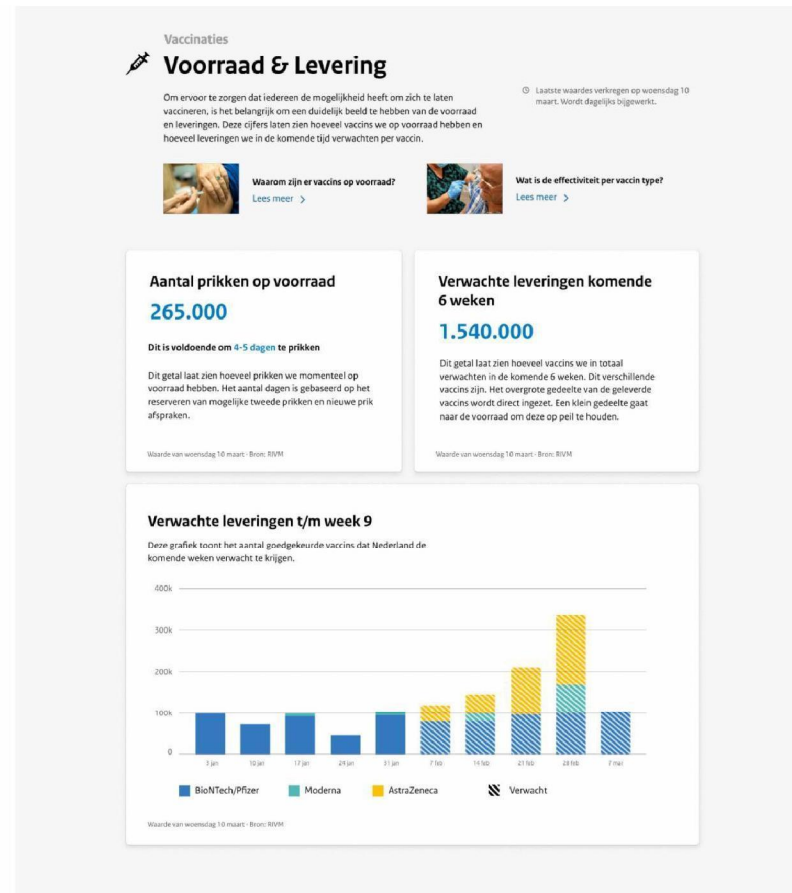 Vaccinaties
Voorraad & Levering
Om ervoor te zorgen dat iedereen de mogelijkheid heeft om zich te laten
vaccineren, is het belangrijk om een duidelijk beeld te hebben van de voorraad
en leveringen. Deze cijfers laten zien hoeveel vaccins we op voorraad hebben en
hoeveel leveringen we in de komende tijd verwachten per vaccin.
Laatste waardes verkregen op woensdag 10
maart. Wordt dagelijks bijgewerkt.
Waarom zijn er vaccins op voorraad?
Lees meer >
Wat is de effectiviteit per vaccin type?
Lees meer >
Aantal prikken op voorraad
265.000
Dit is voldoende om 4-5 dagen te prikken
Dit getal laat zien hoeveel prikken we momenteel op
voorraad hebben. Het aantal dagen is gebaseerd op het
reserveren van mogelijke tweede prikken en nieuwe prik
afspraken.
Waarde van woensdag 10 maart · Bron: RIVM
Verwachte leveringen komende
6 weken
1.540.000
Dit getal laat zien hoeveel vaccins we in totaal
verwachten in de komende 6 weken. Dit verschillende
vaccins zijn. Het overgrote gedeelte van de geleverde
vaccins wordt direct ingezet. Een klein gedeelte gaat
naar de voorraad om deze op peil te houden.
Waarde van woensdag 10 maart · Bron: RIVM
Verwachte leveringen t/m week 9
Deze grafiek toont het aantal goedgekeurde vaccins dat Nederland de
komende weken verwacht te krijgen.
400k
300k
200k
100k
0
3 jan 10 jan 17 jan 24 jan 31 jan 7 feb 14 feb 21 feb 28 feb 7 mar
BioNTech/Pfizer Moderna AstraZeneca Verwacht
Waarde van woensdag 10 maart · Bron: RIVM